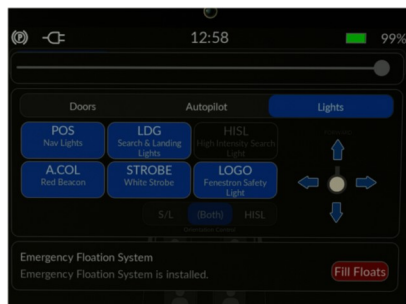 12:58
99%
Doors
Autopilot
Lights
POS
Nav Lights
LDG
Search & Landing
Lights
HISL
High Intensity Search
Light
A.COL
Red Beacon
STROBE
White Strobe
LOGO
Fenestron Safety
Light
S/L
(Both)
HISL
Emergency Floation System
Emergency Floation System is installed.
Fill Floats